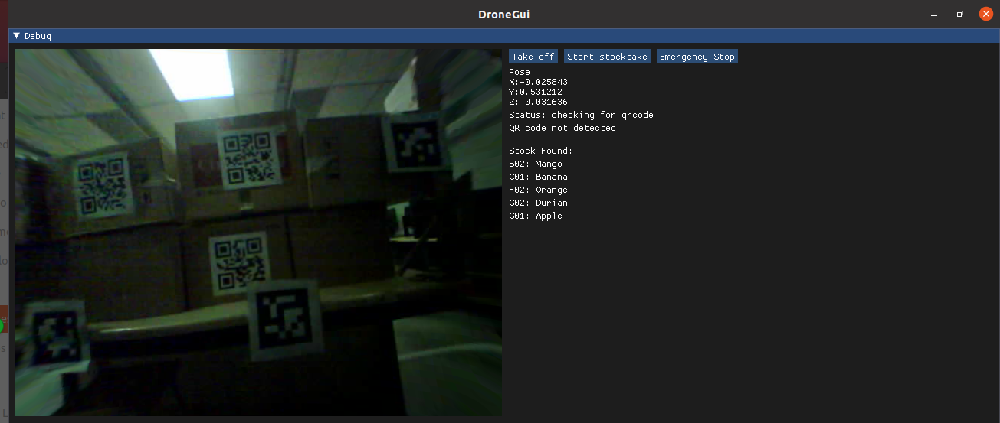 DroneGui
▼ Debug
Take off Start stocktake Emergency Stop
Pose
X:-0.025843
Y:0.531212
Z:-0.031636
Status: checking for qrcode
QR code not detected
Stock Found:
B02: Mango
C01: Banana
F02: Orange
G02: Durian
G01: Apple